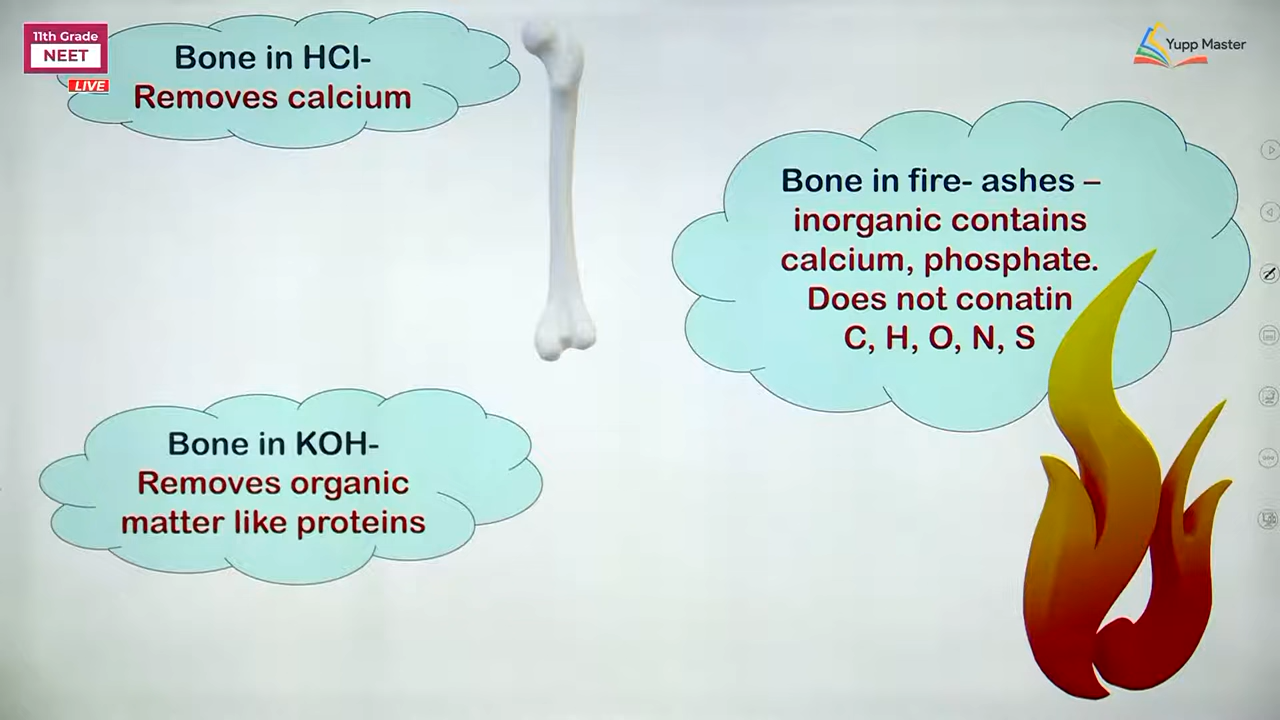 11th Grade
NEET
LIVE
Bone in HCl-
Removes calcium
Yupp Master
Bone in fire- ashes –
inorganic contains
calcium, phosphate.
Does not conatin
C, H, O, N, S
Bone in KOH-
Removes organic
matter like proteins